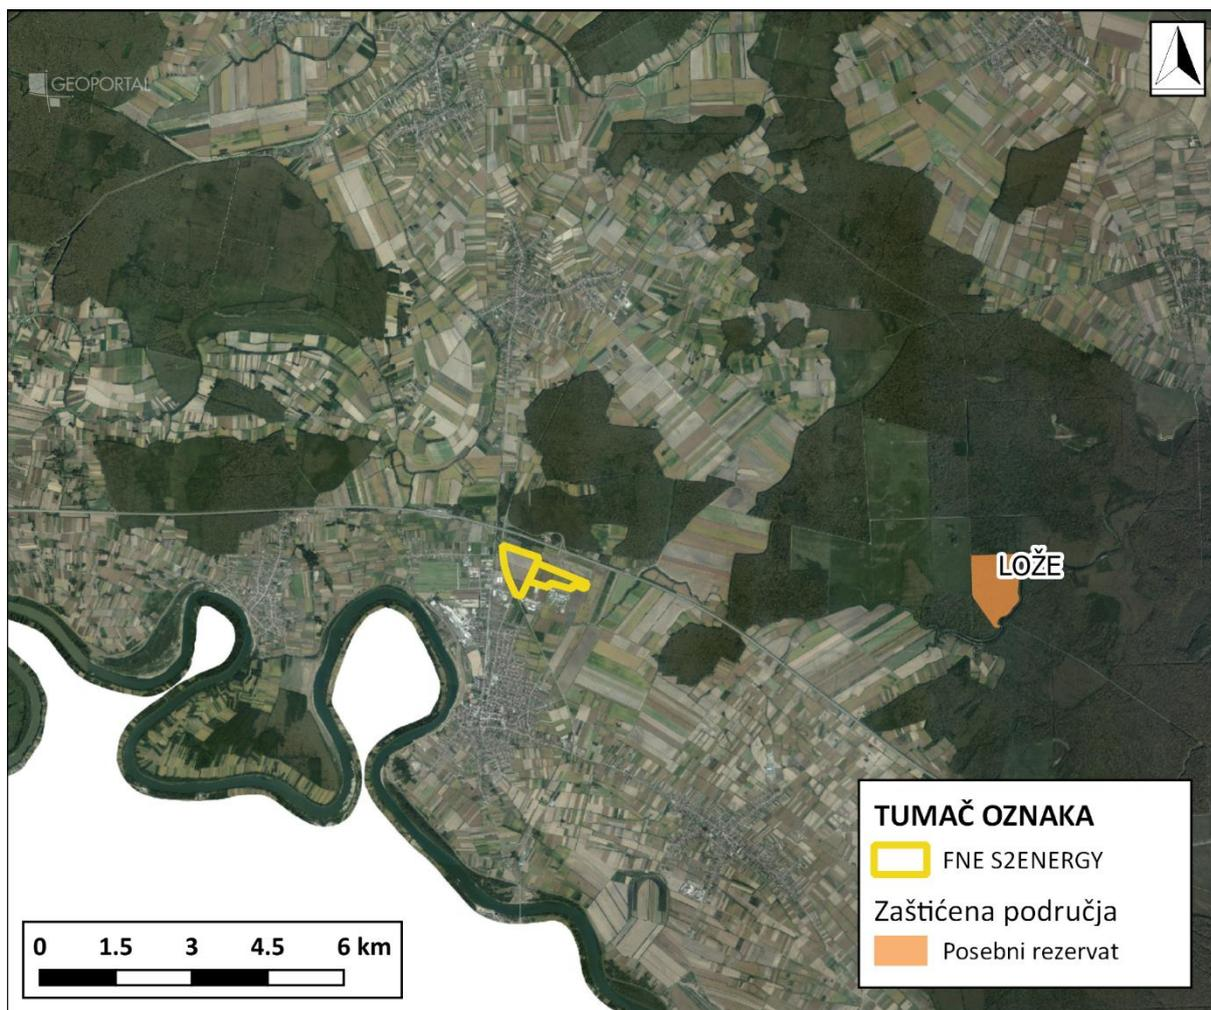 GEOPORTAL
LOŽE
TUMAČ OZNAKA
FNE S2ENERGY
Zaštićena područja
Posebni rezervat
0 1.5 3 4.5 6 km